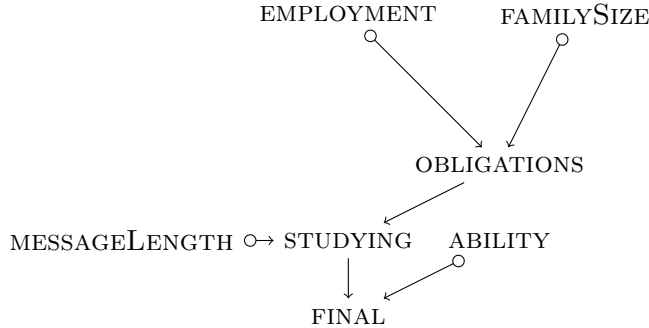 EMPLOYMENT FAMILYSIZE
OBLIGATIONS
MESSAGELENGTH STUDYING ABILITY
FINAL